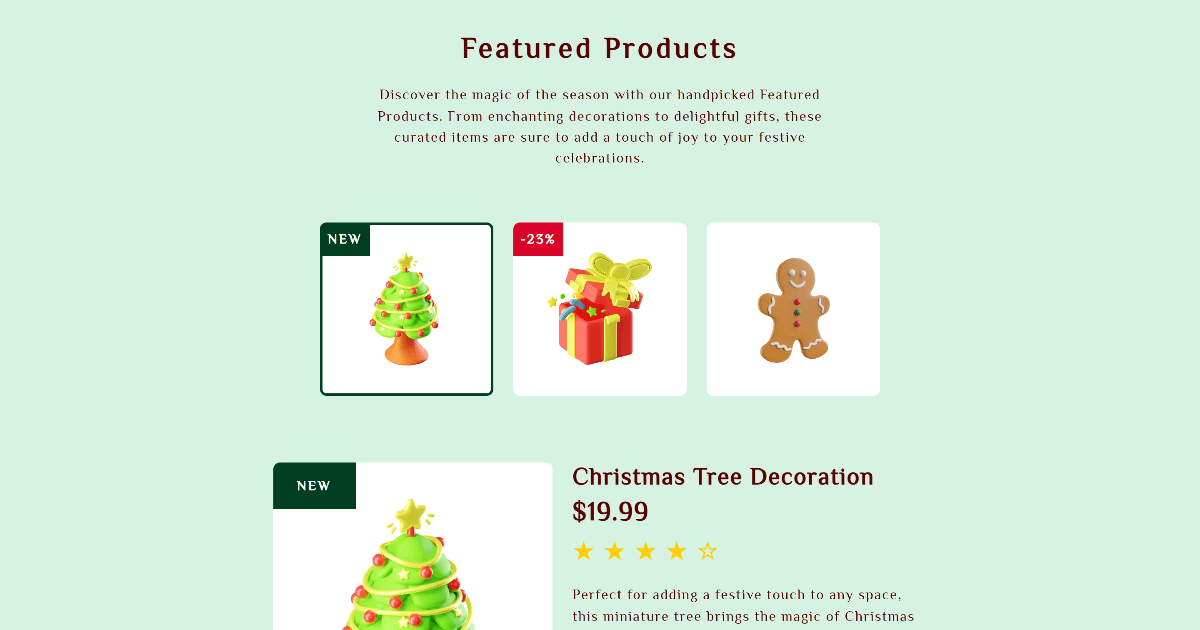 Featured Products
Discover the magic of the season with our handpicked Featured
Products. From enchanting decorations to delightful gifts, these
curated items are sure to add a touch of joy to your festive
celebrations.
NEW
-23%
NEW
Christmas Tree Decoration
$19.99
Perfect for adding a festive touch to any space,
this miniature tree brings the magic of Christmas